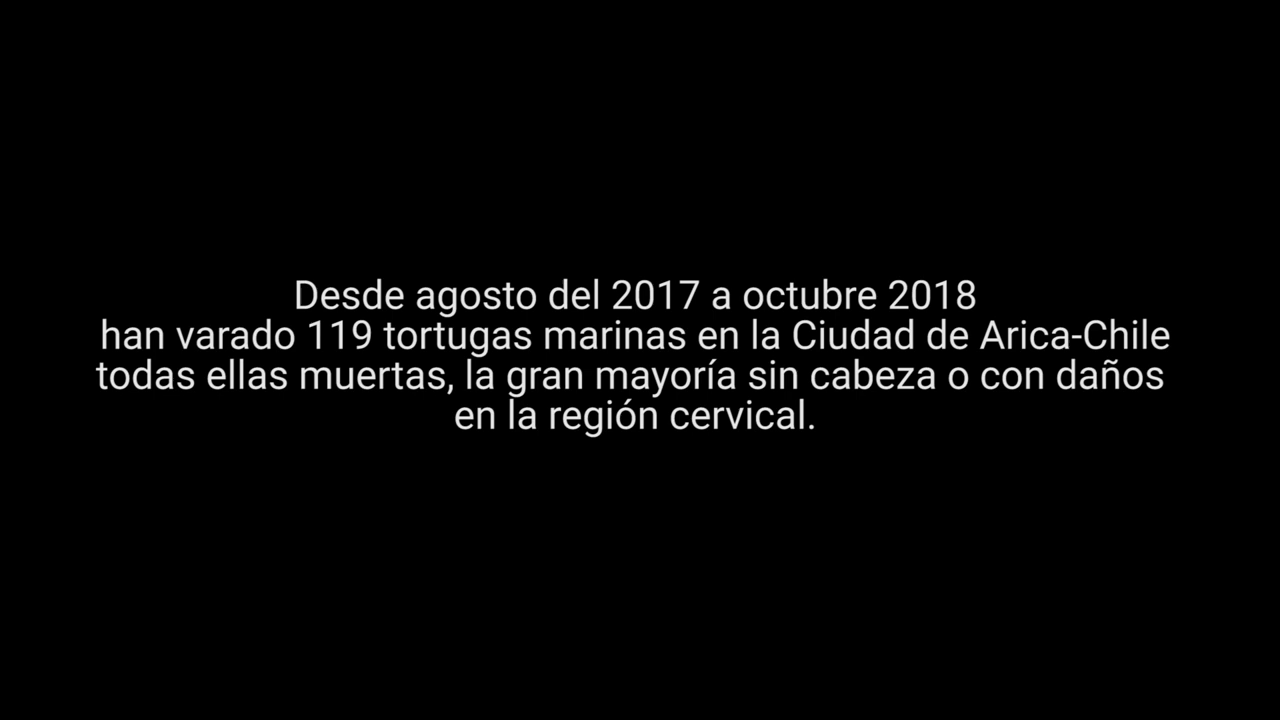 Desde agosto del 2017 a octubre 2018
han varado 119 tortugas marinas en la Ciudad de Arica-Chile
todas ellas muertas, la gran mayoría sin cabeza o con daños
en la región cervical.